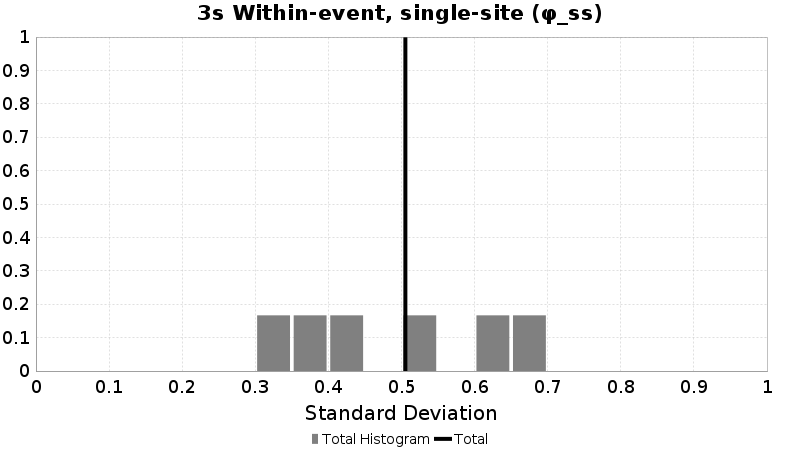 3s Within-event, single-site (φ_ss)
1
0.9
0.8
0.7
0.6
0.5
0.4
0.3
0.2
0.1
0
0 0.1 0.2 0.3 0.4 0.5 0.6 0.7 0.8 0.9 1
Standard Deviation
Total Histogram Total